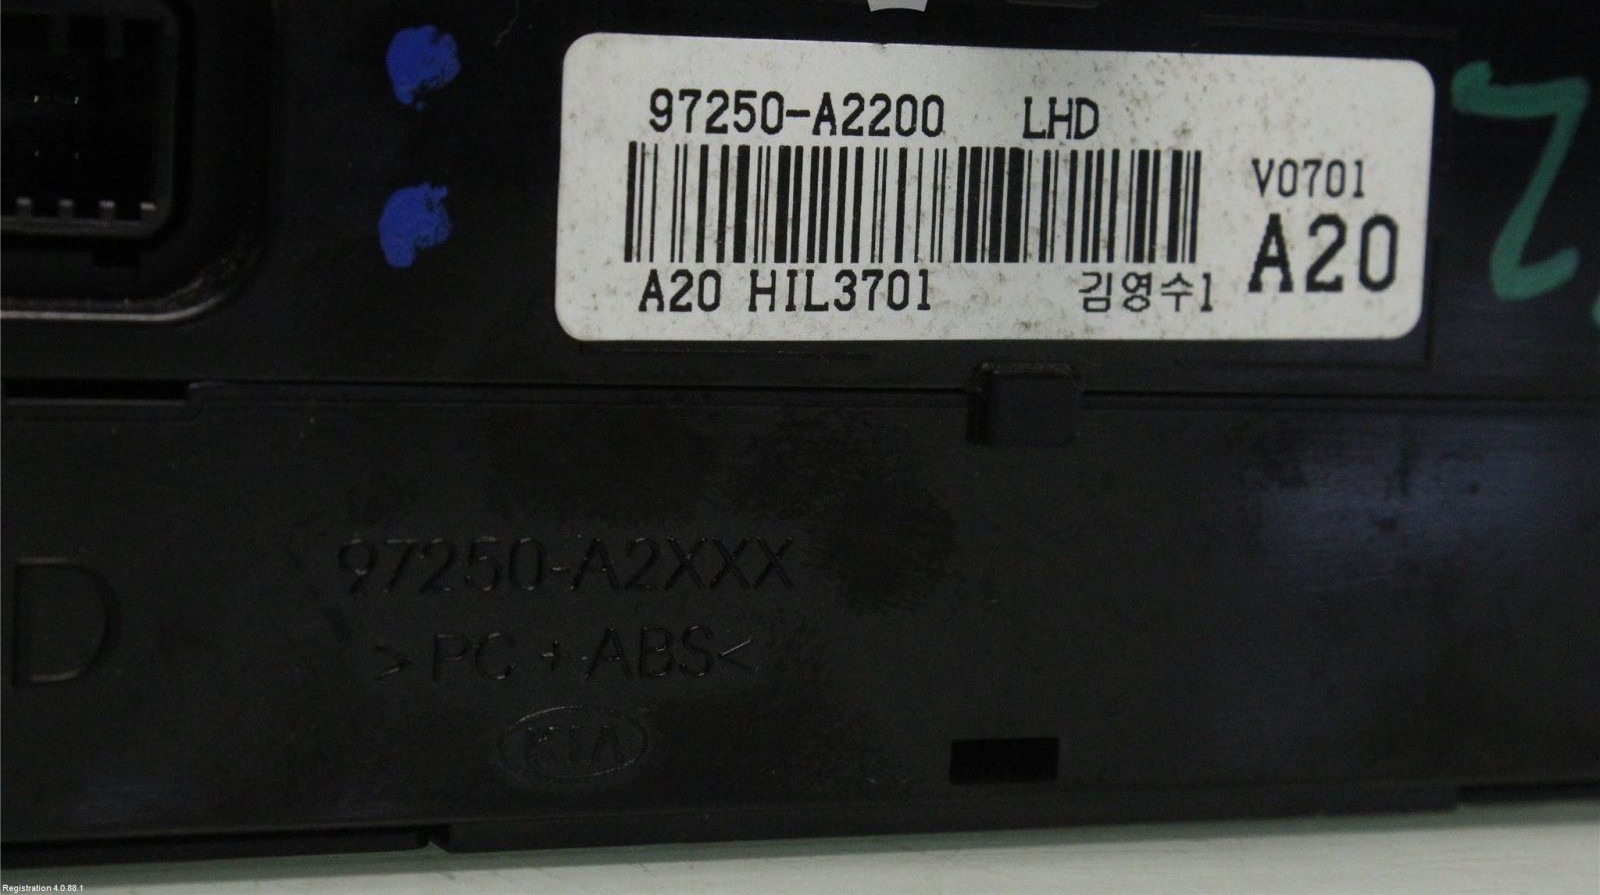 97250-A2200 LHD
V0701
A20
A20 HIL3701 김영수1
97250-A2XXX
D
>PC+ABS<
KIA
Registration 4.0.88.1